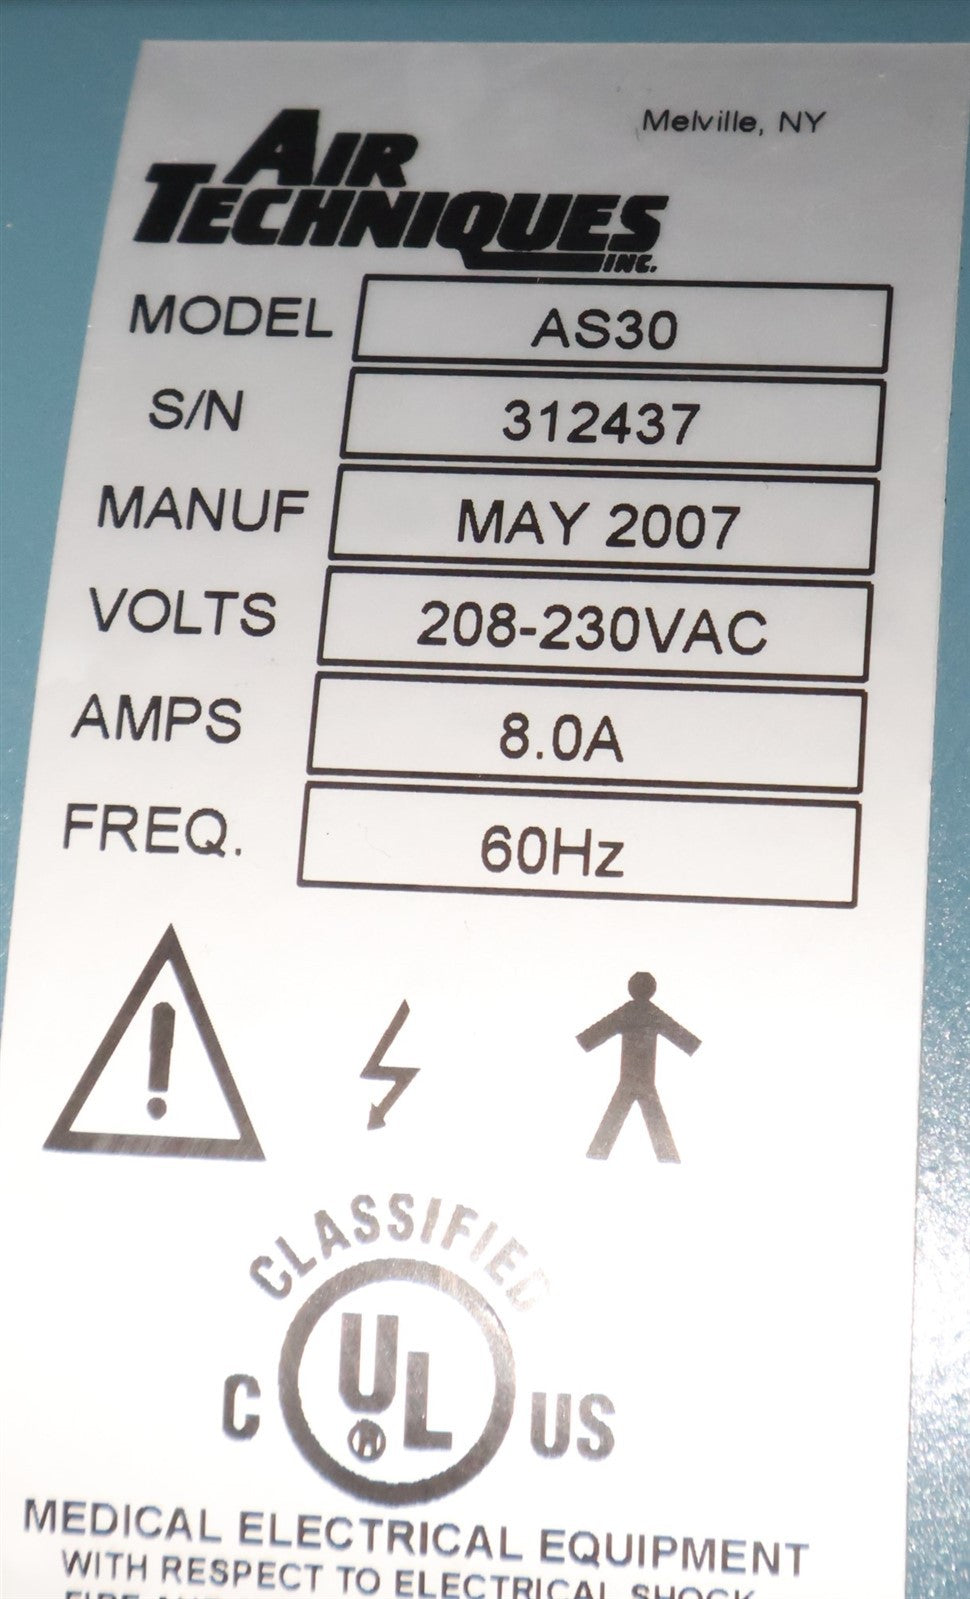 Melville, NY
AIR
TECHNIQUES
INC.
MODEL AS30
S/N 312437
MANUF MAY 2007
VOLTS 208-230VAC
AMPS 8.0A
FREQ. 60Hz
CLASSIFIED
C UL® US
MEDICAL ELECTRICAL EQUIPMENT
WITH RESPECT TO ELECTRICAL SHOCK